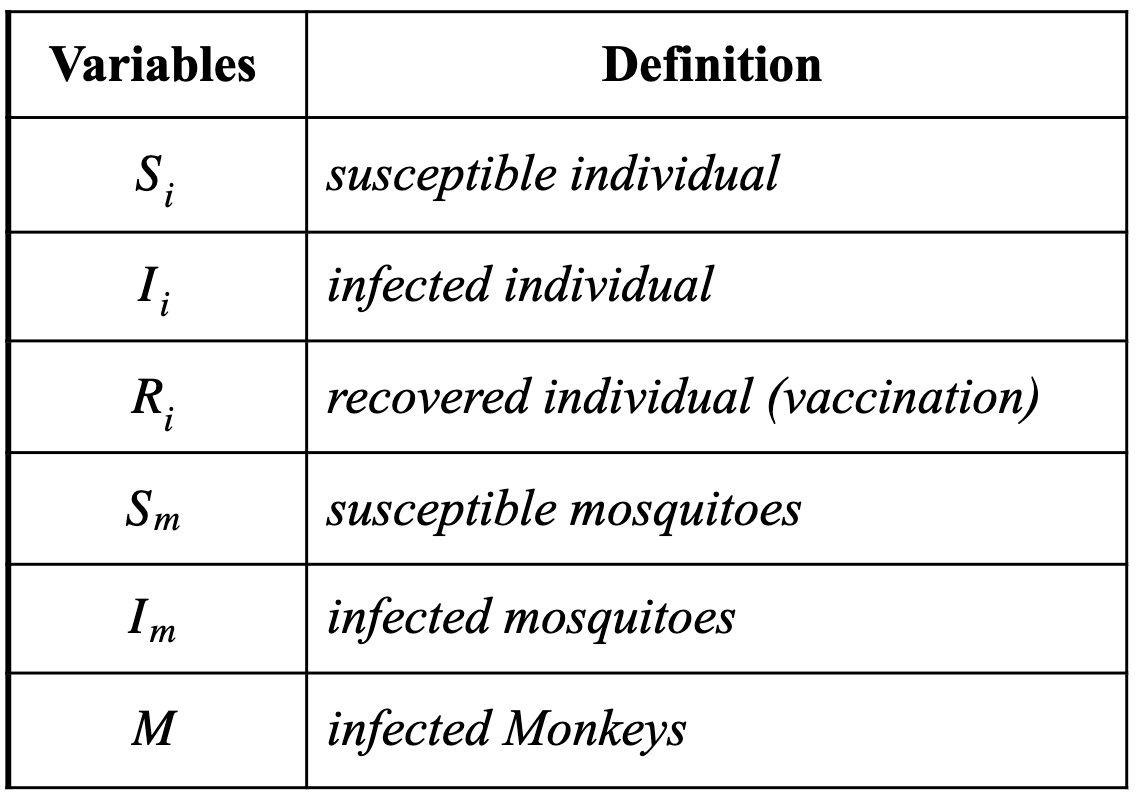 Variables Definition
S_i susceptible individual
I_i infected individual
R_i recovered individual (vaccination)
S_m susceptible mosquitoes
I_m infected mosquitoes
M infected Monkeys